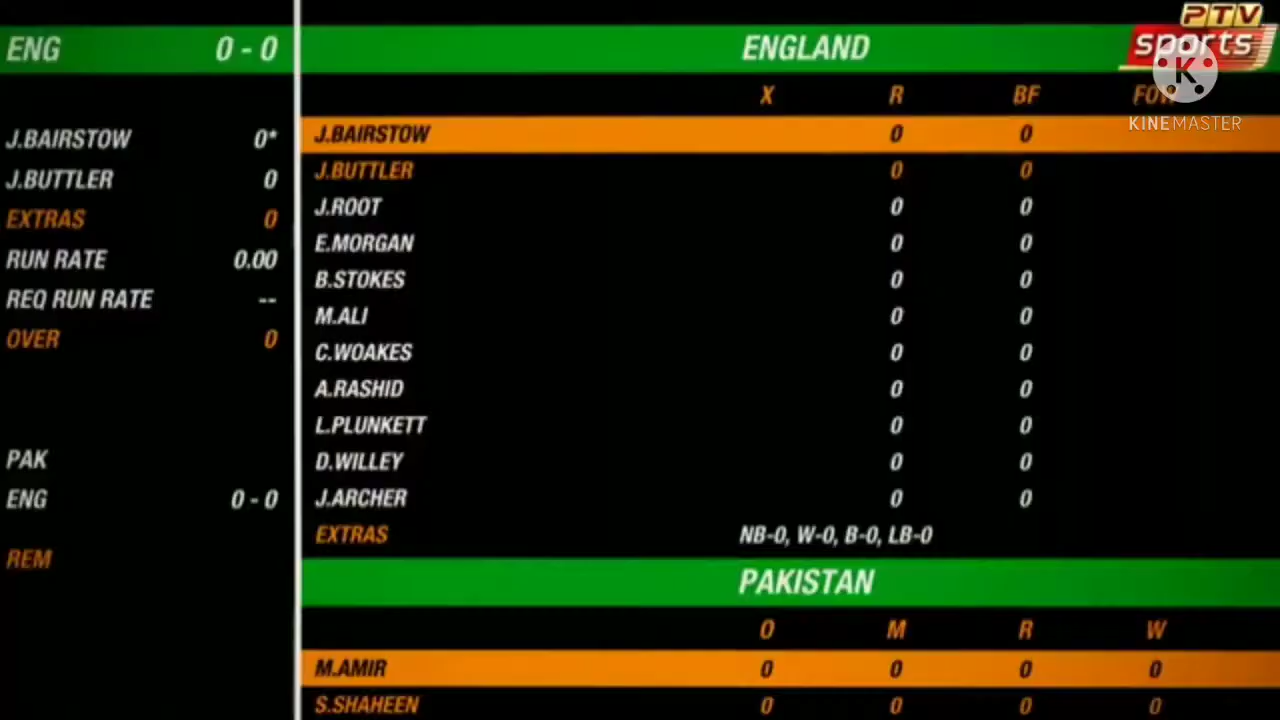 PTV
sports
KINEMASTER
ENG 0 - 0
J.BAIRSTOW 0*
J.BUTTLER 0
EXTRAS 0
RUN RATE 0.00
REQ RUN RATE --
OVER 0
PAK
ENG 0 - 0
REM
ENGLAND
X R BF FOW
J.BAIRSTOW 0 0
J.BUTTLER 0 0
J.ROOT 0 0
E.MORGAN 0 0
B.STOKES 0 0
M.ALI 0 0
C.WOAKES 0 0
A.RASHID 0 0
L.PLUNKETT 0 0
D.WILLEY 0 0
J.ARCHER 0 0
EXTRAS NB-0, W-0, B-0, LB-0
PAKISTAN
O M R W
M.AMIR 0 0 0 0
S.SHAHEEN 0 0 0 0